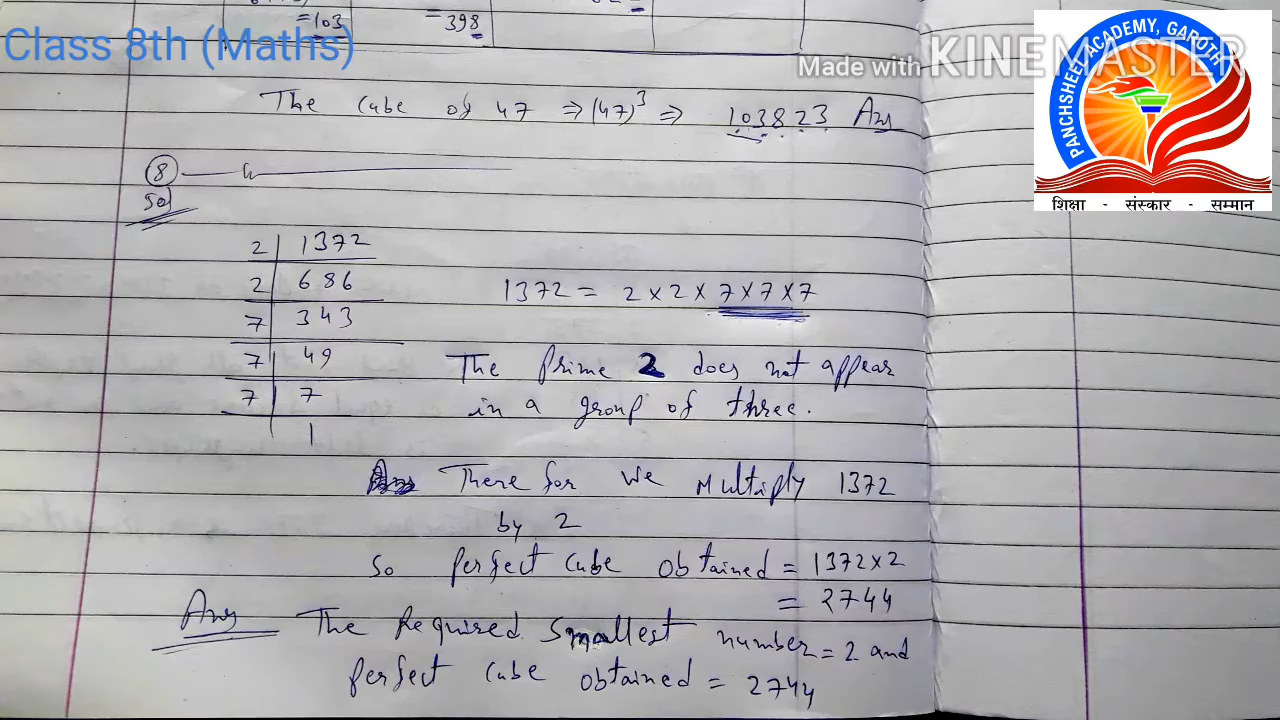 =103
= 398
Class 8th (Maths)
Made with KINEMASTER
PANCHSHEEL ACADEMY, GAROTH
शिक्षा - संस्कार - सम्मान
The Cube of 47 ⇒ (47)³ ⇒ 103823 Ans
8
Sol
2 | 1372
2 | 686
7 | 343
7 | 49
7 | 7
1
1372 = 2 × 2 × 7 × 7 × 7
The Prime 2 does not appear
in a group of three.
There for We Multiply 1372
by 2
So Perfect Cube obtained = 1372 × 2
= 2744
Ans The Required Smallest number = 2 and
Perfect Cube obtained = 2744